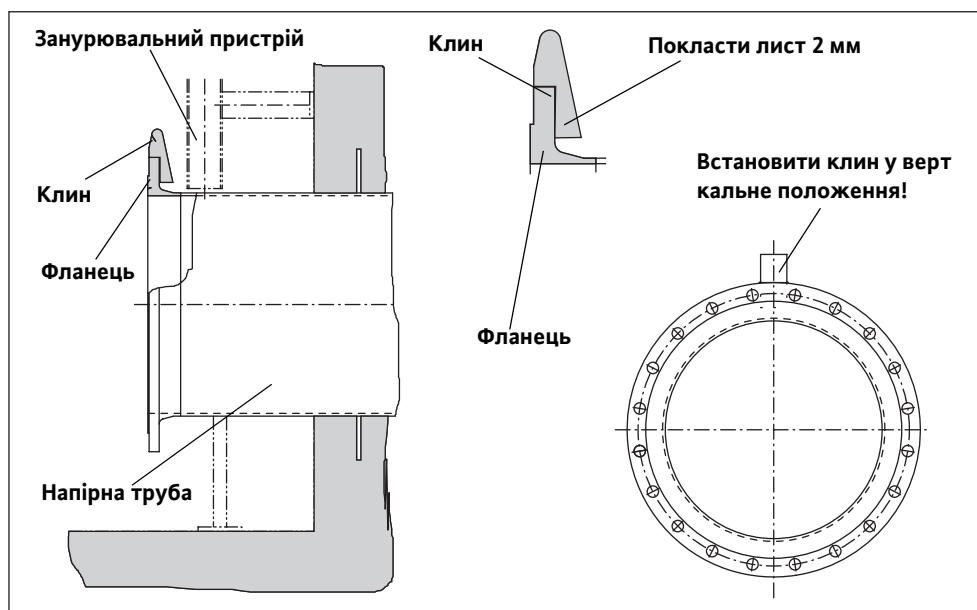 Занурювальний пристрій
Клин
Фланець
Напірна труба
Клин
Покласти лист 2 мм
Фланець
Встановити клин у верт
кальне положення!